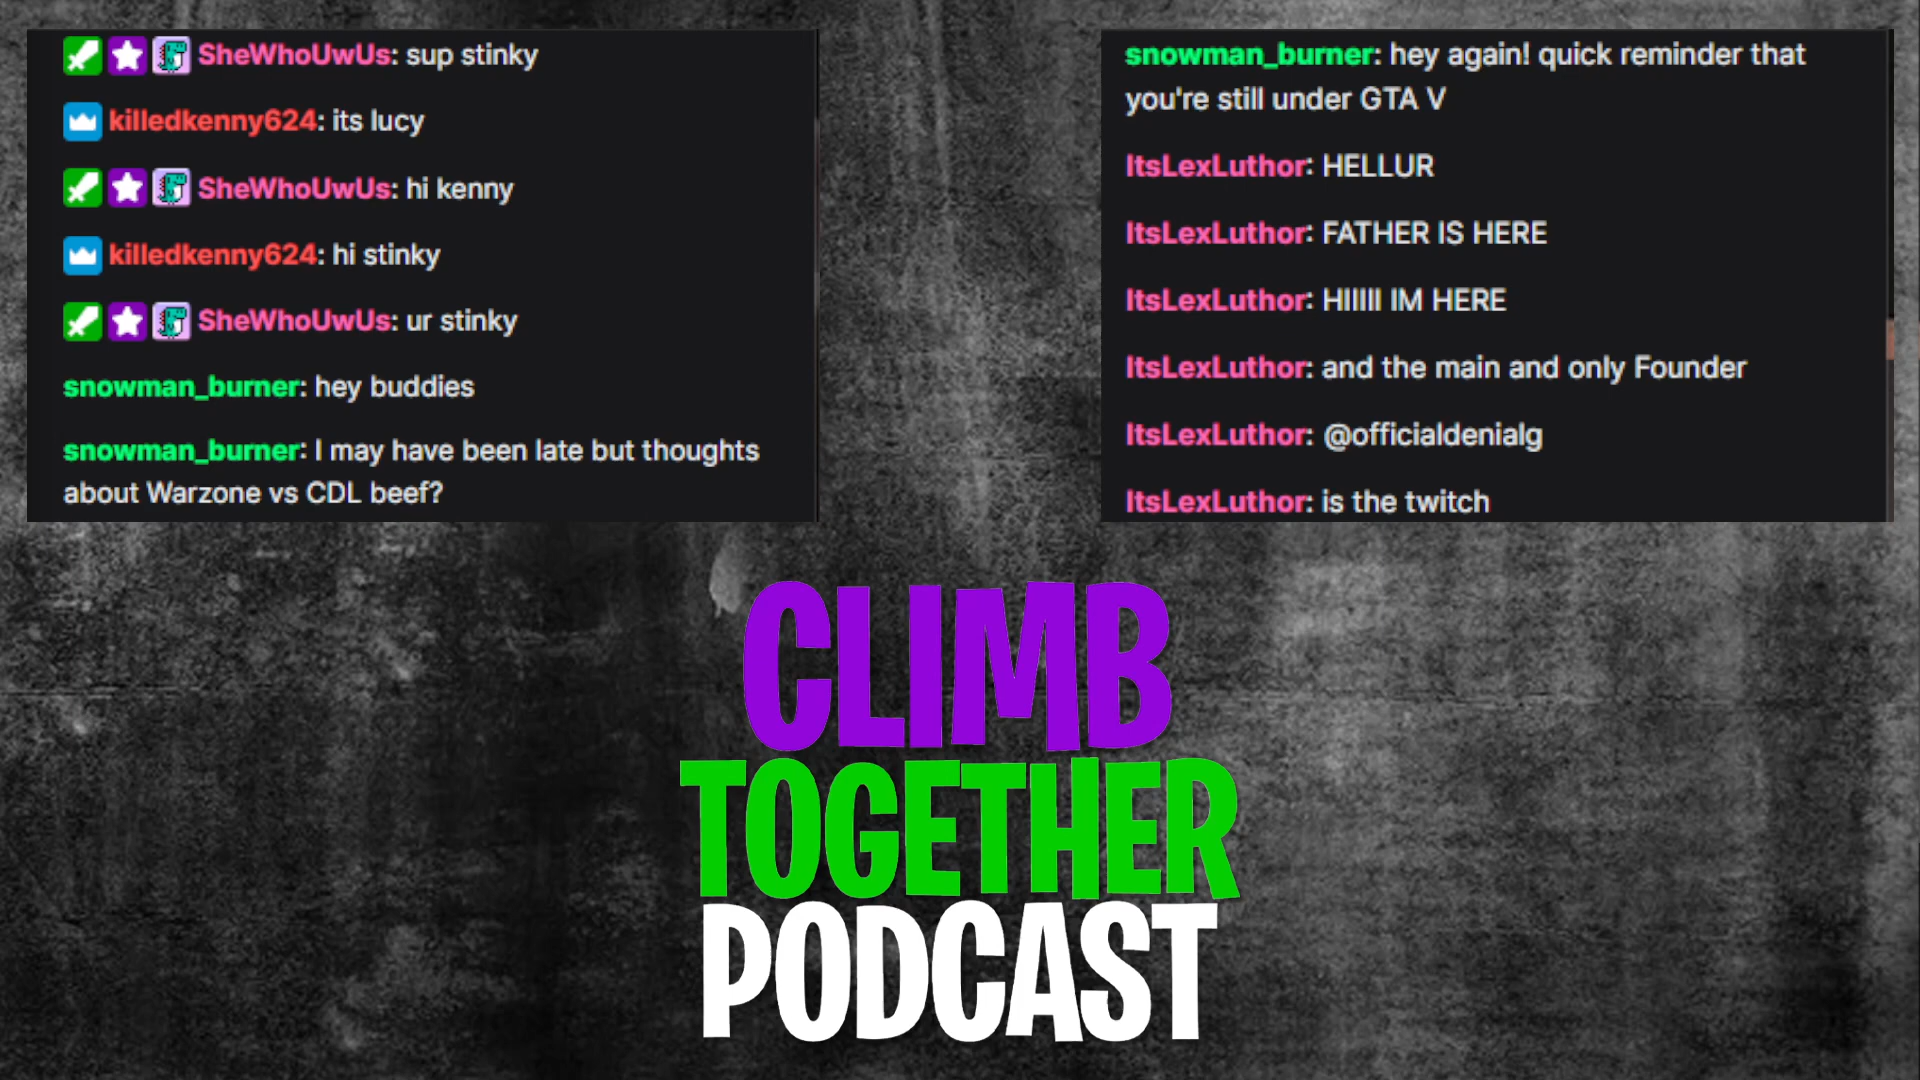 SheWhoUwUs: sup stinky
killedkenny624: its lucy
SheWhoUwUs: hi kenny
killedkenny624: hi stinky
SheWhoUwUs: ur stinky
snowman_burner: hey buddies
snowman_burner: I may have been late but thoughts
about Warzone vs CDL beef?
snowman_burner: hey again! quick reminder that
you're still under GTA V
ItsLexLuthor: HELLUR
ItsLexLuthor: FATHER IS HERE
ItsLexLuthor: HIIIII IM HERE
ItsLexLuthor: and the main and only Founder
ItsLexLuthor: @officialdenialg
ItsLexLuthor: is the twitch
CLIMB
TOGETHER
PODCAST